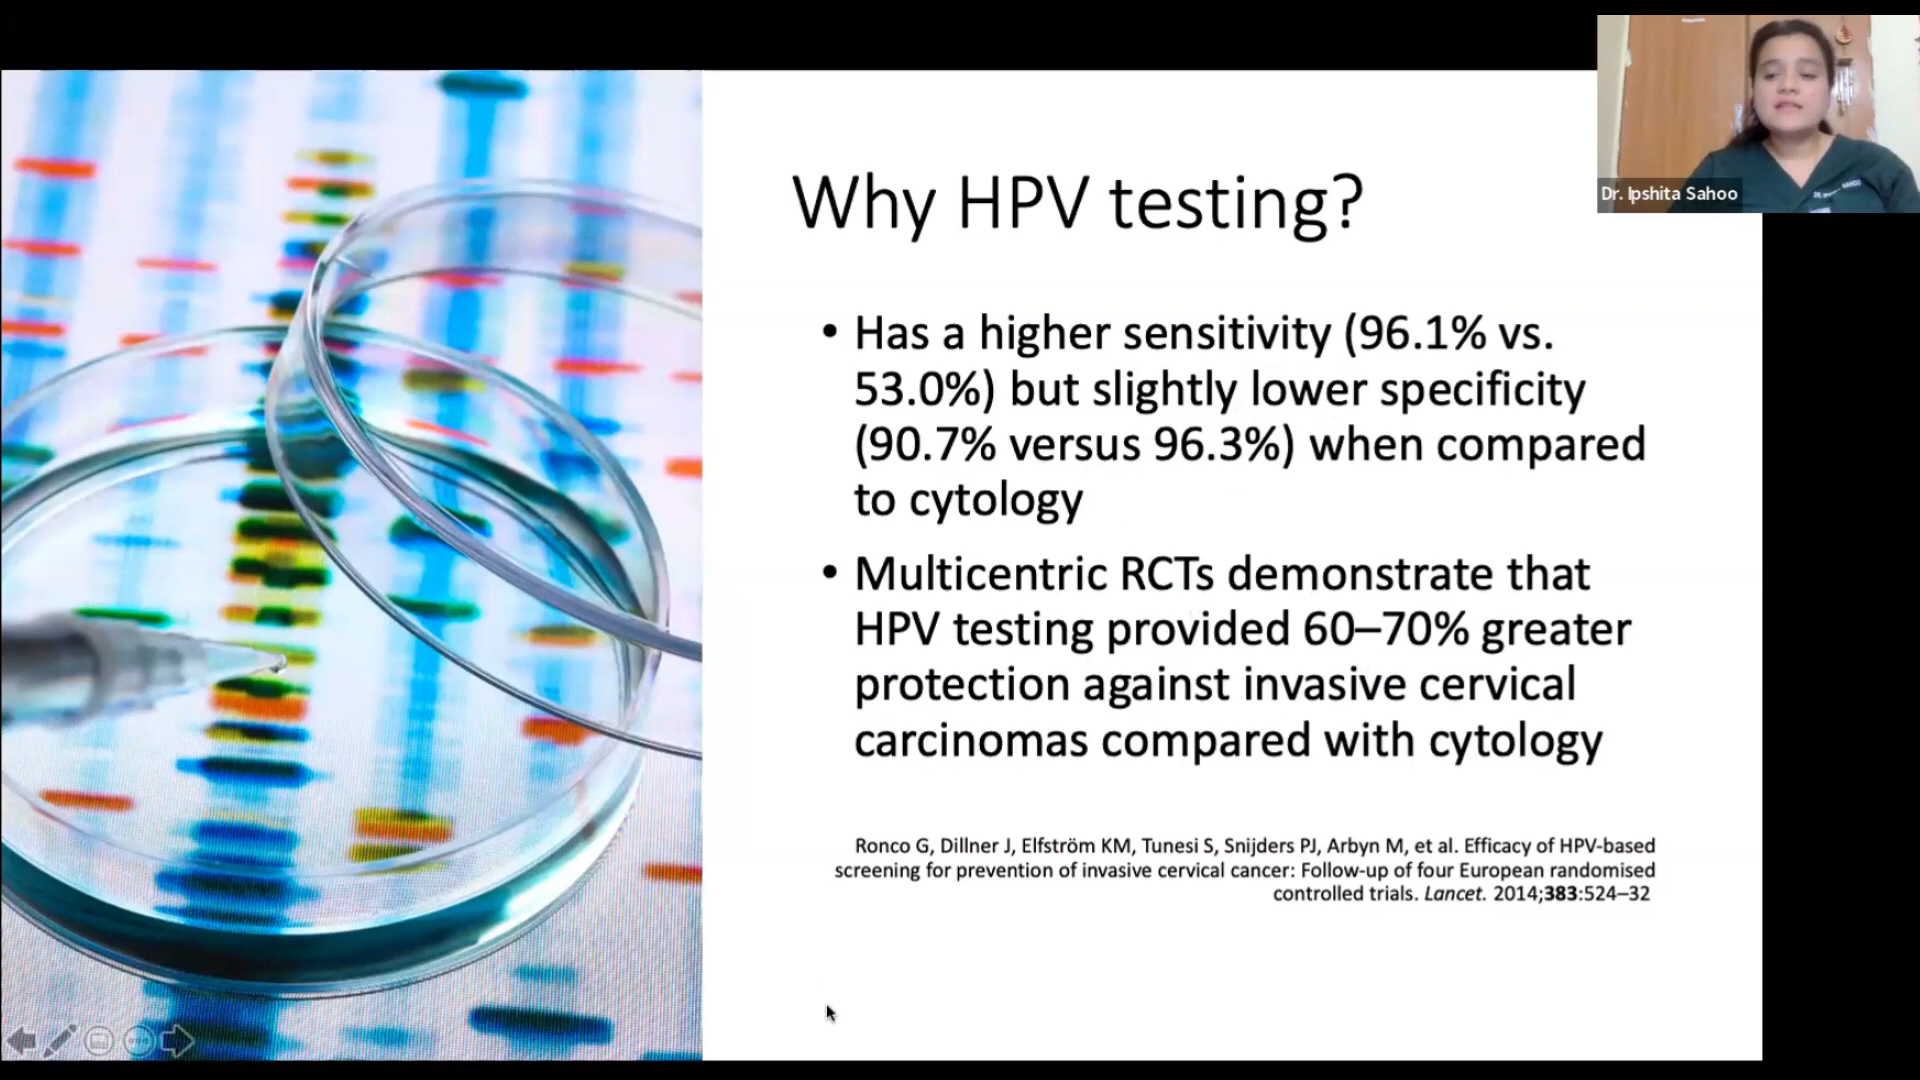 Why HPV testing?
• Has a higher sensitivity (96.1% vs.
53.0%) but slightly lower specificity
(90.7% versus 96.3%) when compared
to cytology
• Multicentric RCTs demonstrate that
HPV testing provided 60–70% greater
protection against invasive cervical
carcinomas compared with cytology
Ronco G, Dillner J, Elfström KM, Tunesi S, Snijders PJ, Arbyn M, et al. Efficacy of HPV-based
screening for prevention of invasive cervical cancer: Follow-up of four European randomised
controlled trials. Lancet. 2014;383:524–32
Dr. Ipshita Sahoo